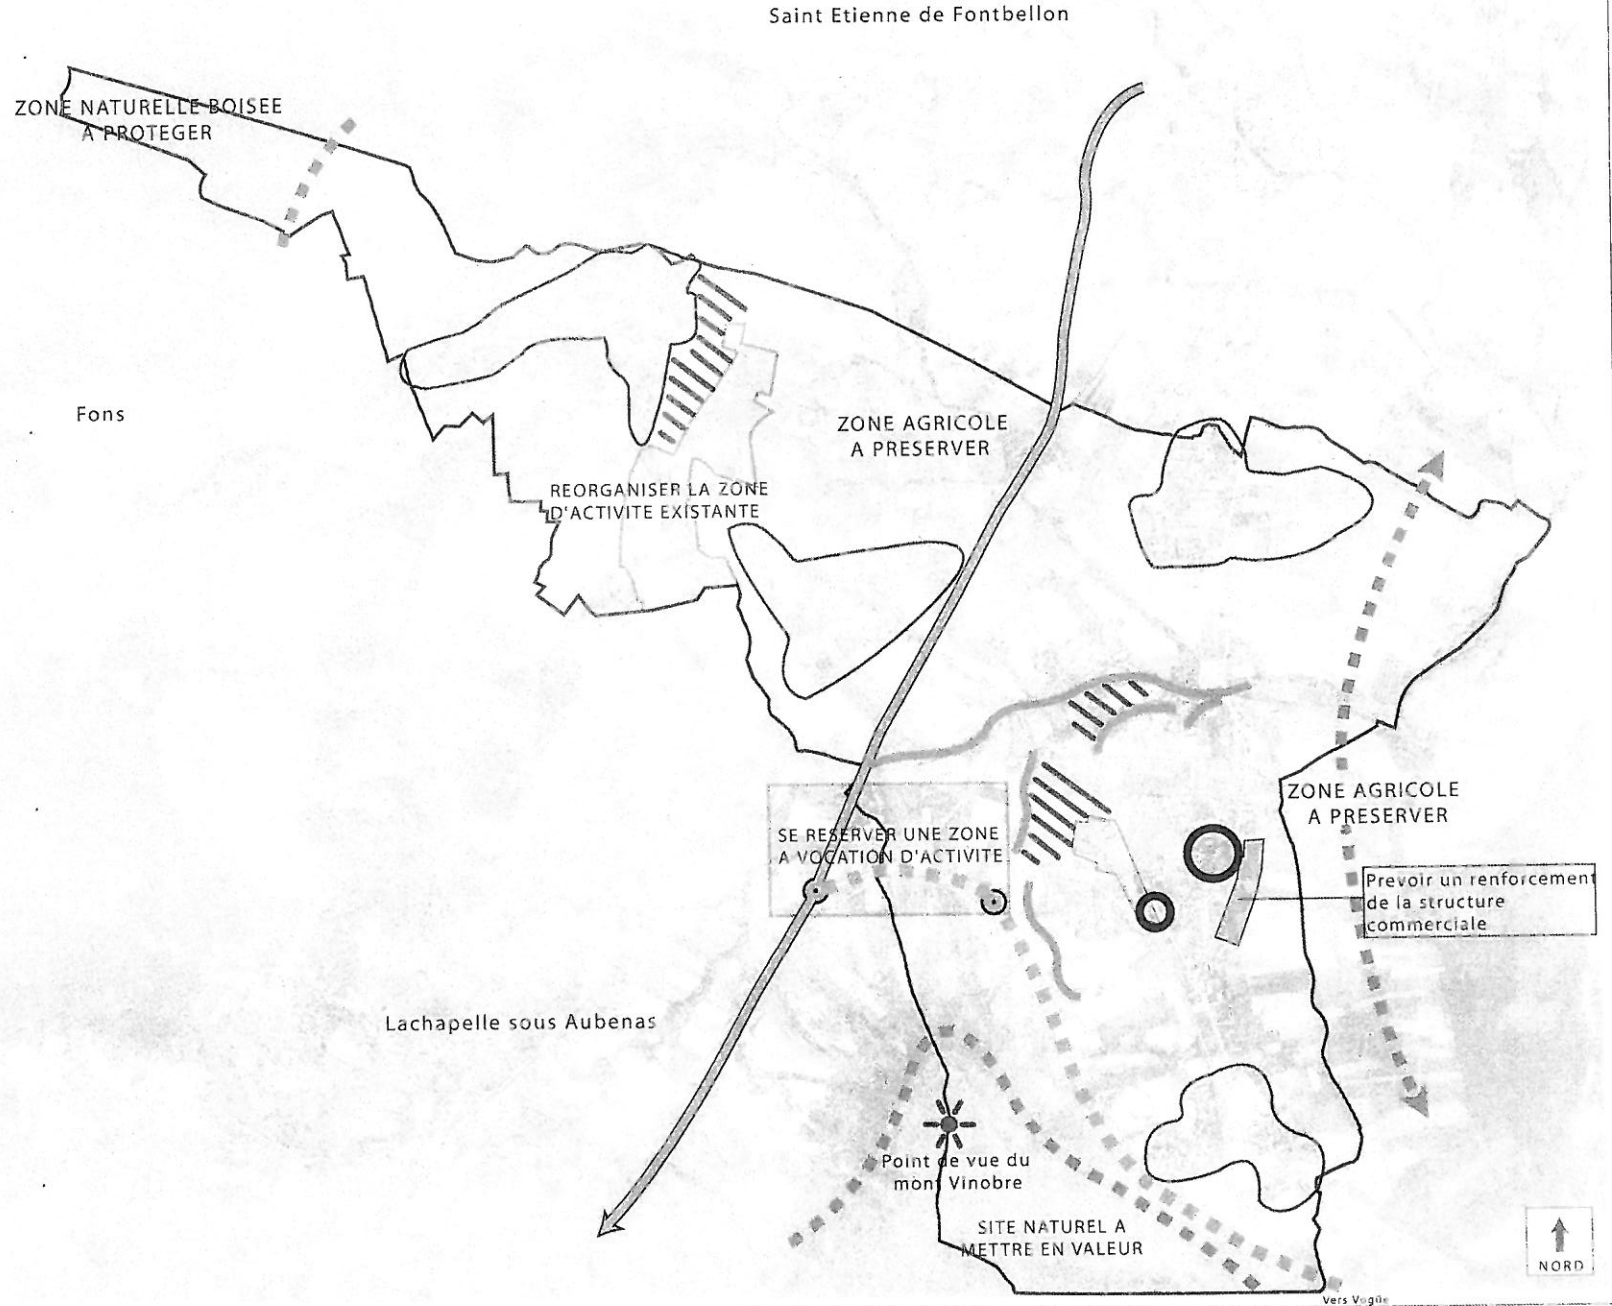 Saint Etienne de Fontbellon
ZONE NATURELLE BOISEE
A PROTEGER
Fons
ZONE AGRICOLE
A PRESERVER
REORGANISER LA ZONE
D'ACTIVITE EXISTANTE
ZONE AGRICOLE
A PRESERVER
SE RESERVER UNE ZONE
A VOCATION D'ACTIVITE
Prevoir un renforcement
de la structure
commerciale
Lachapelle sous Aubenas
Point de vue du
mont Vinobre
SITE NATUREL A
METTRE EN VALEUR
NORD
Vers Vogüe